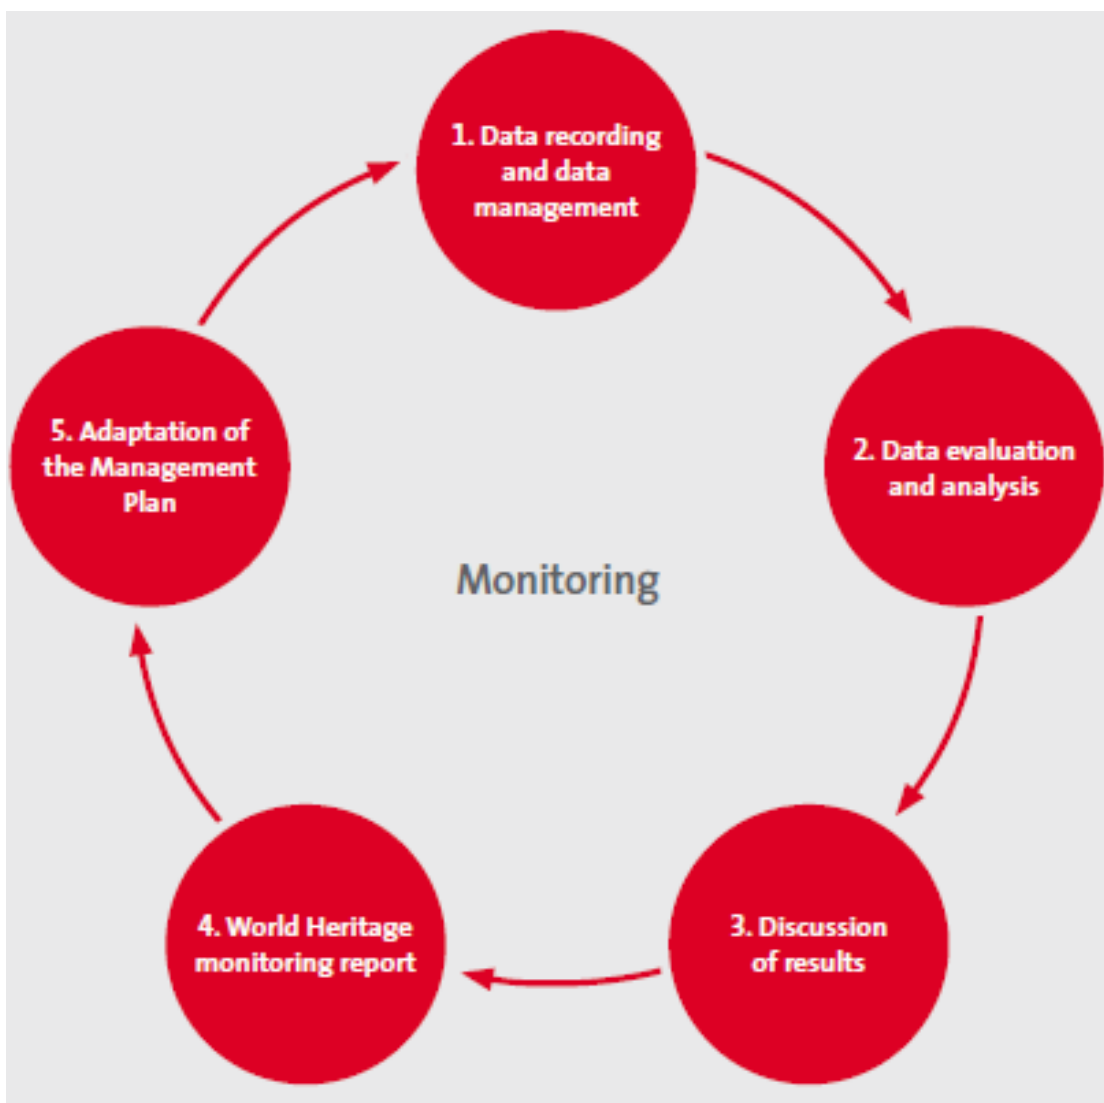 1. Data recording
and data
management
2. Data evaluation
and analysis
3. Discussion
of results
4. World Heritage
monitoring report
5. Adaptation of
the Management
Plan
Monitoring